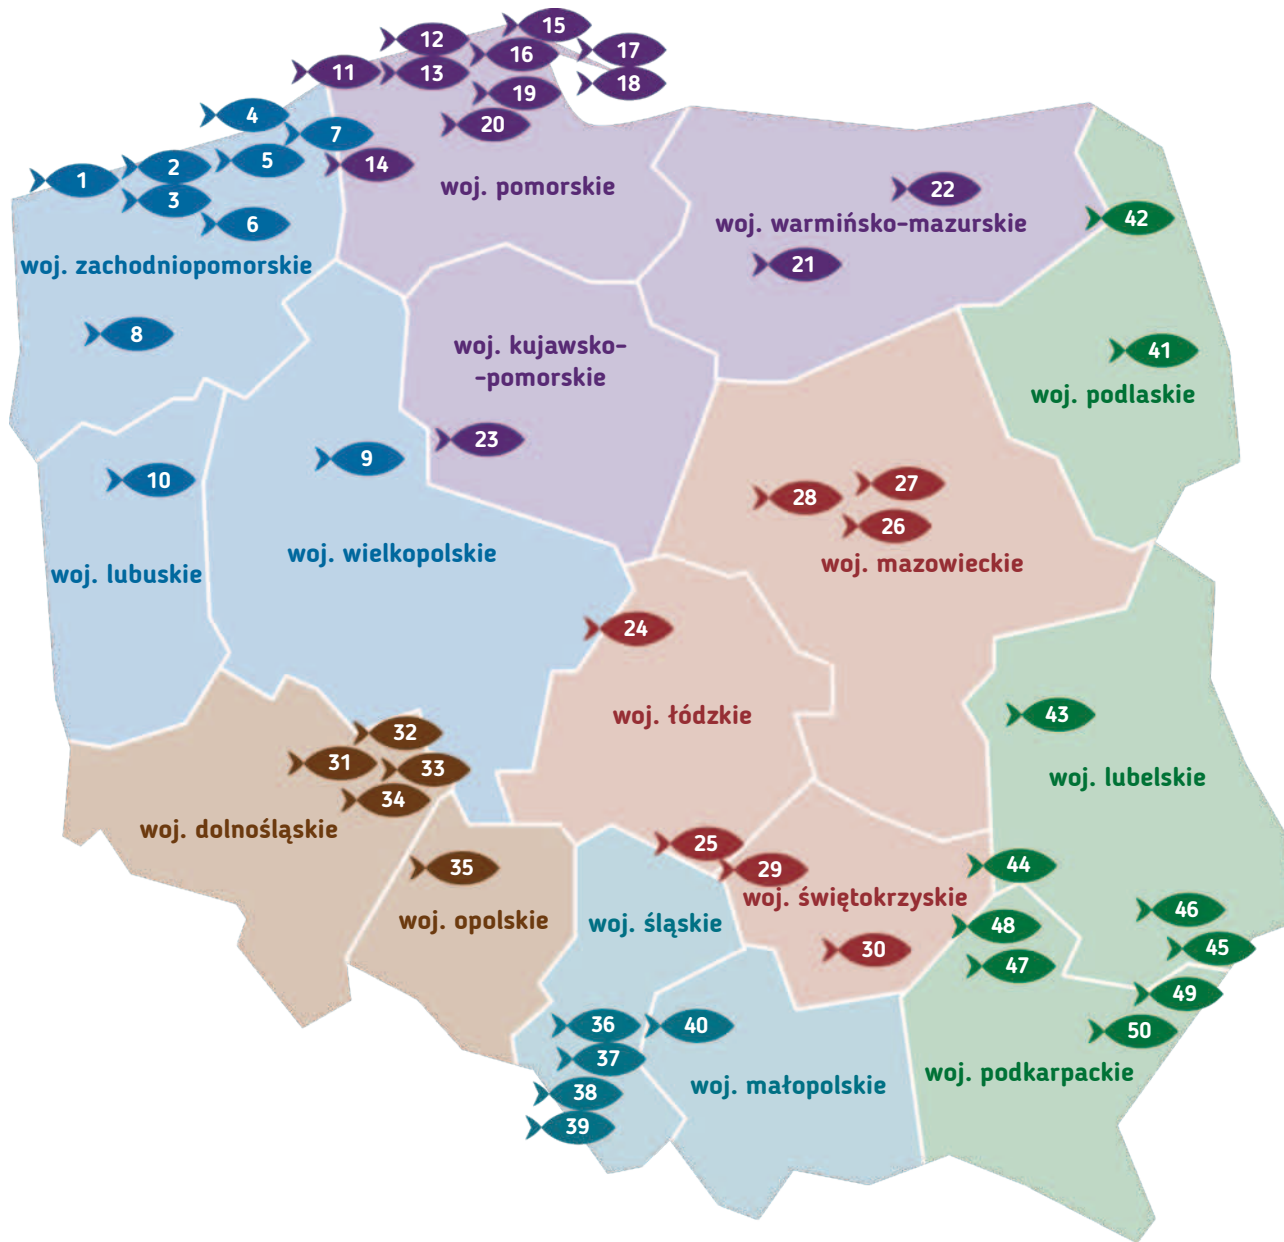 15
12
17
16
11
13
18
19
4
20
7
5
2
14
1
3
woj. pomorskie
22
6
42
woj. warmińsko-mazurskie
woj. zachodniopomorskie
21
8
woj. kujawsko-
-pomorskie
41
woj. podlaskie
23
9
10
27
28
26
woj. wielkopolskie
woj. mazowieckie
woj. lubuskie
24
43
woj. łódzkie
32
31
33
woj. lubelskie
34
woj. dolnośląskie
25
44
35
29
woj. świętokrzyskie
46
woj. opolskie
woj. śląskie
48
45
30
47
49
36
40
50
37
woj. podkarpackie
woj. małopolskie
38
39